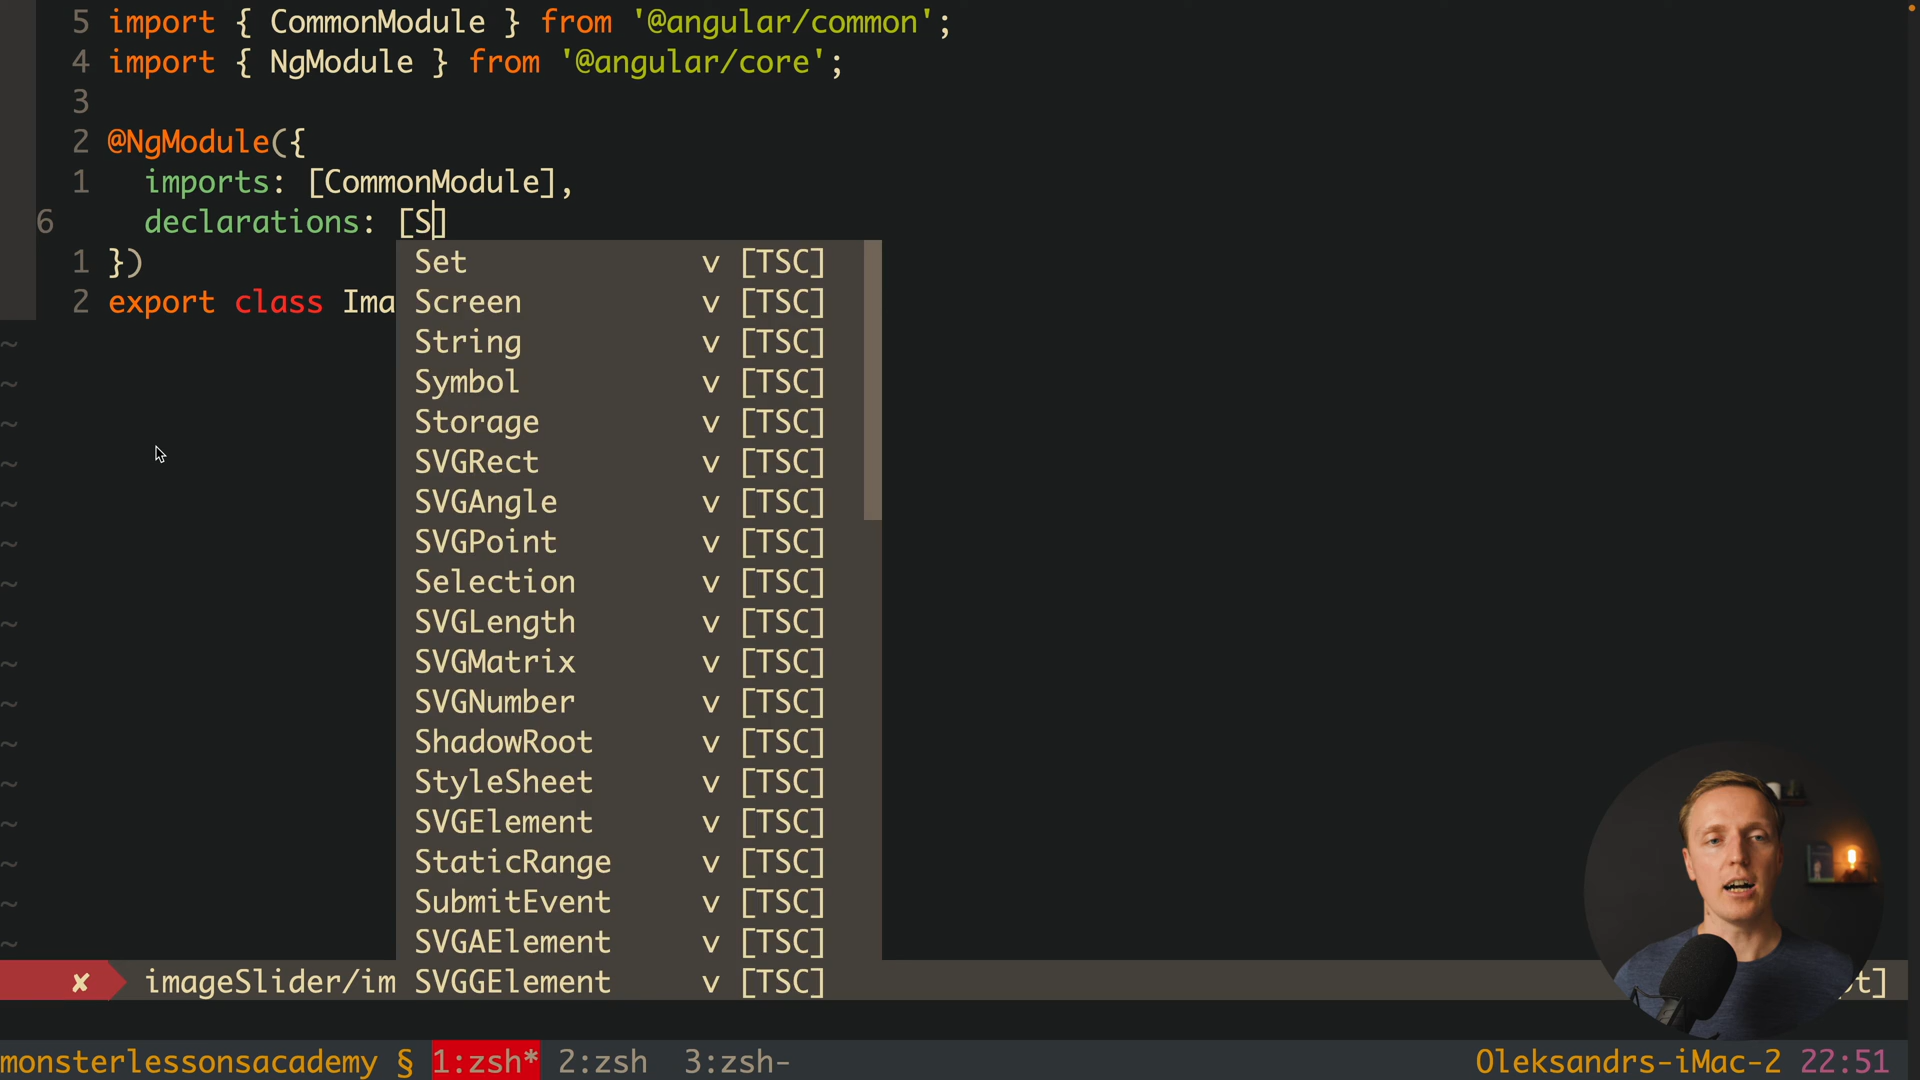 5 import { CommonModule } from '@angular/common';
4 import { NgModule } from '@angular/core';
3
2 @NgModule({
1 imports: [CommonModule],
6 declarations: [S]
1 })
2 export class Ima
Set v [TSC]
Screen v [TSC]
String v [TSC]
Symbol v [TSC]
Storage v [TSC]
SVGRect v [TSC]
SVGAngle v [TSC]
SVGPoint v [TSC]
Selection v [TSC]
SVGLength v [TSC]
SVGMatrix v [TSC]
SVGNumber v [TSC]
ShadowRoot v [TSC]
StyleSheet v [TSC]
SVGElement v [TSC]
StaticRange v [TSC]
SubmitEvent v [TSC]
SVGAElement v [TSC]
SVGGElement v [TSC]
✘ imageSlider/im pt]
monsterlessonsacademy § 1:zsh* 2:zsh 3:zsh- Oleksandrs-iMac-2 22:51